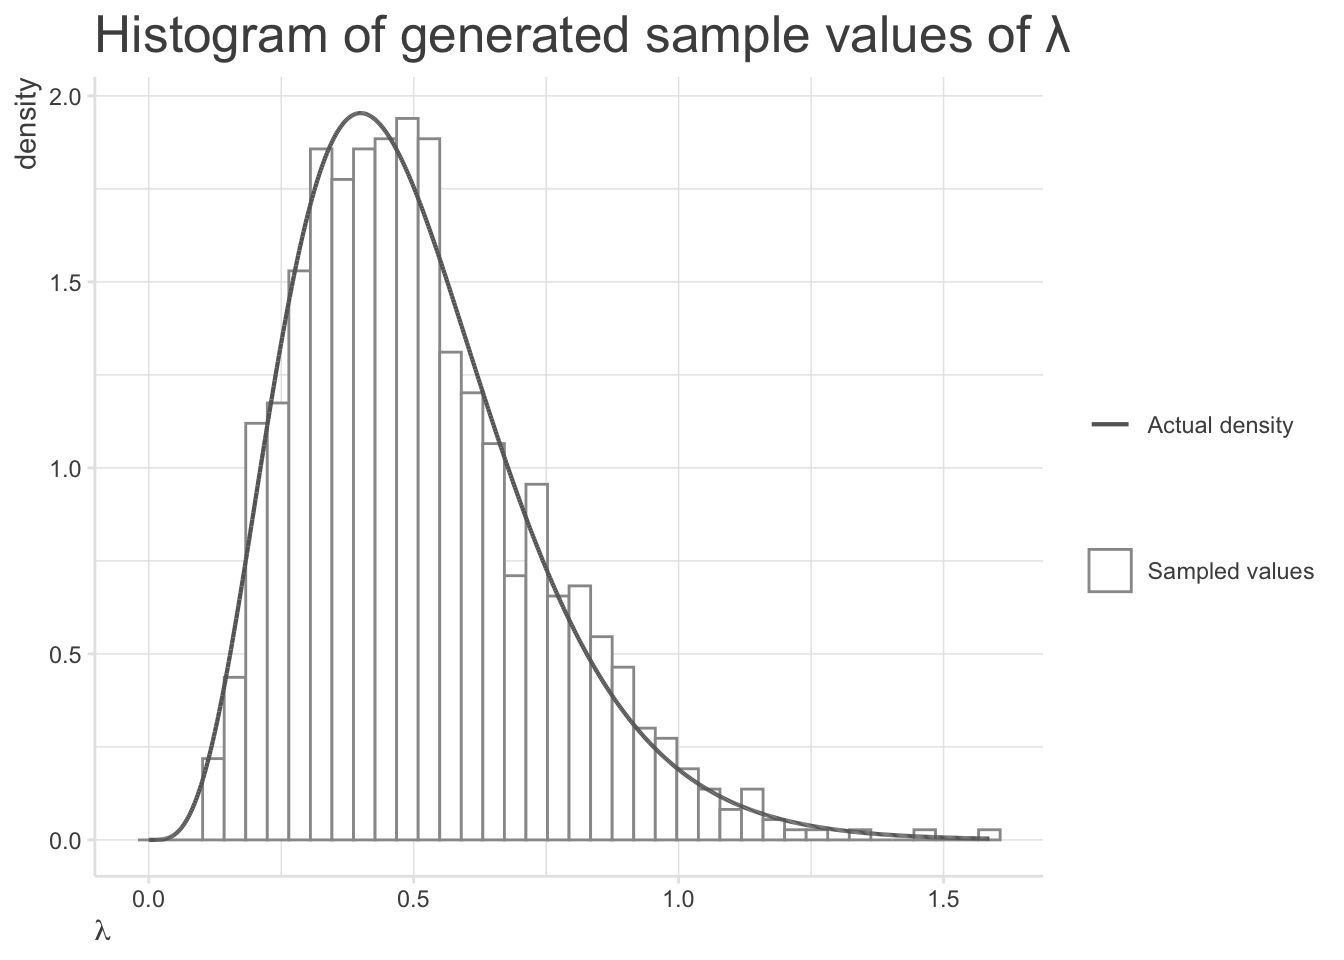 Histogram of generated sample values of λ
density
2.0
1.5
1.0
0.5
0.0
0.0 0.5 1.0 1.5
λ
Actual density
Sampled values